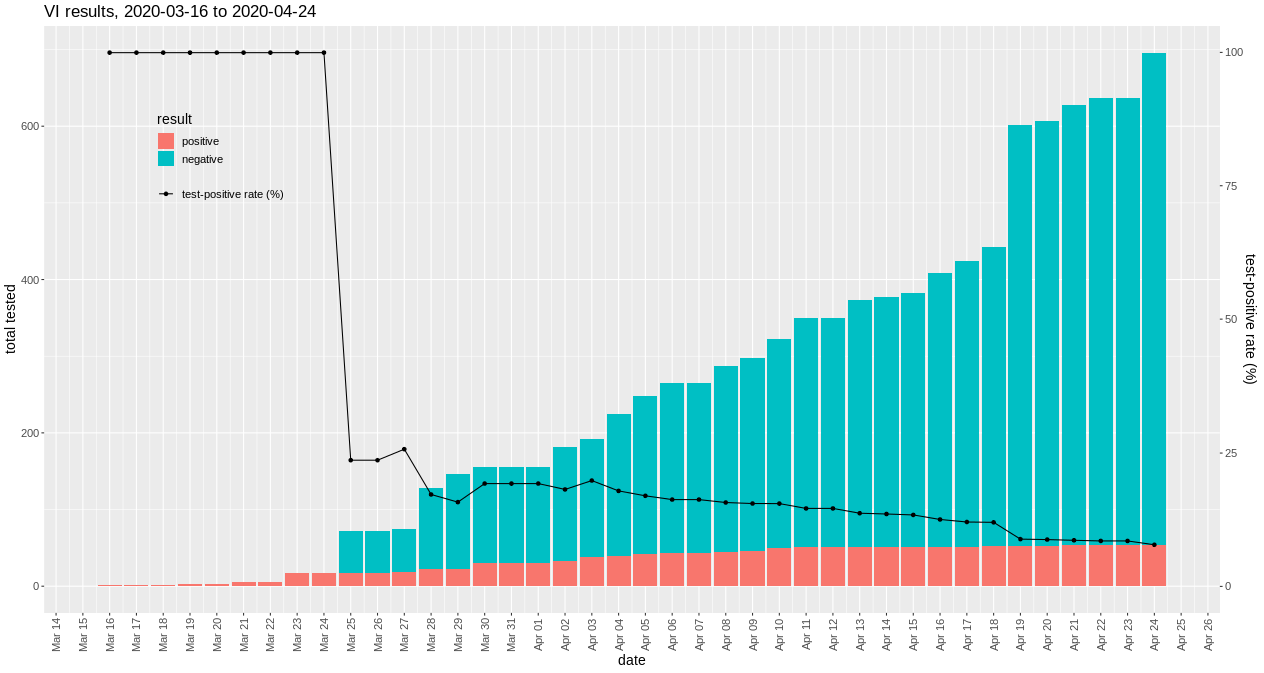 VI results, 2020-03-16 to 2020-04-24
total tested
600
400
200
0
result
positive
negative
test-positive rate (%)
100
75
50
25
0
test-positive rate (%)
Mar 14
Mar 15
Mar 16
Mar 17
Mar 18
Mar 19
Mar 20
Mar 21
Mar 22
Mar 23
Mar 24
Mar 25
Mar 26
Mar 27
Mar 28
Mar 29
Mar 30
Mar 31
Apr 01
Apr 02
Apr 03
Apr 04
Apr 05
Apr 06
Apr 07
Apr 08
Apr 09
Apr 10
Apr 11
Apr 12
Apr 13
Apr 14
Apr 15
Apr 16
Apr 17
Apr 18
Apr 19
Apr 20
Apr 21
Apr 22
Apr 23
Apr 24
Apr 25
Apr 26
date